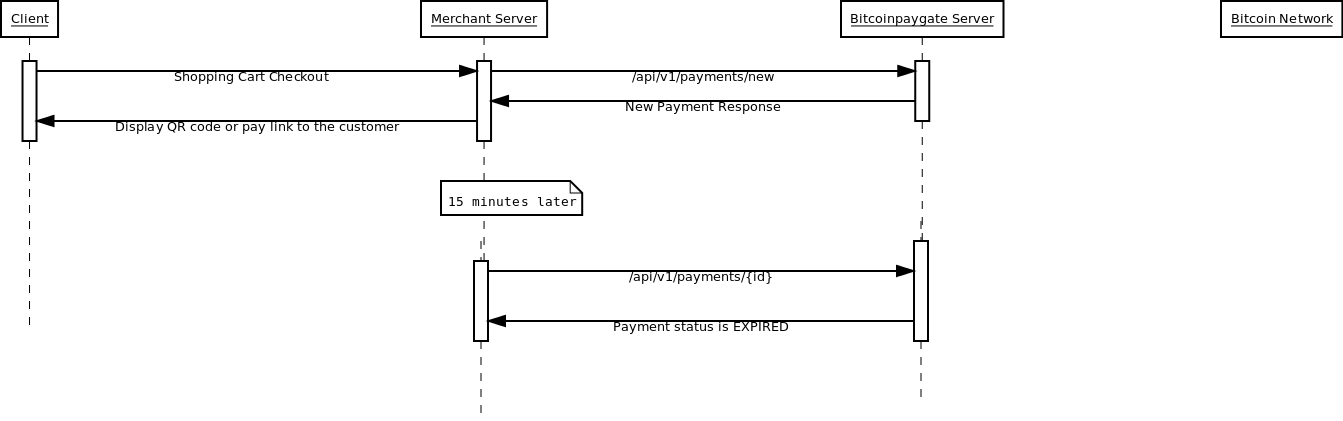 Client
Merchant Server
Bitcoinpaygate Server
Bitcoin Network
Shopping Cart Checkout
/api/v1/payments/new
New Payment Response
Display QR code or pay link to the customer
15 minutes later
/api/v1/payments/{id}
Payment status is EXPIRED